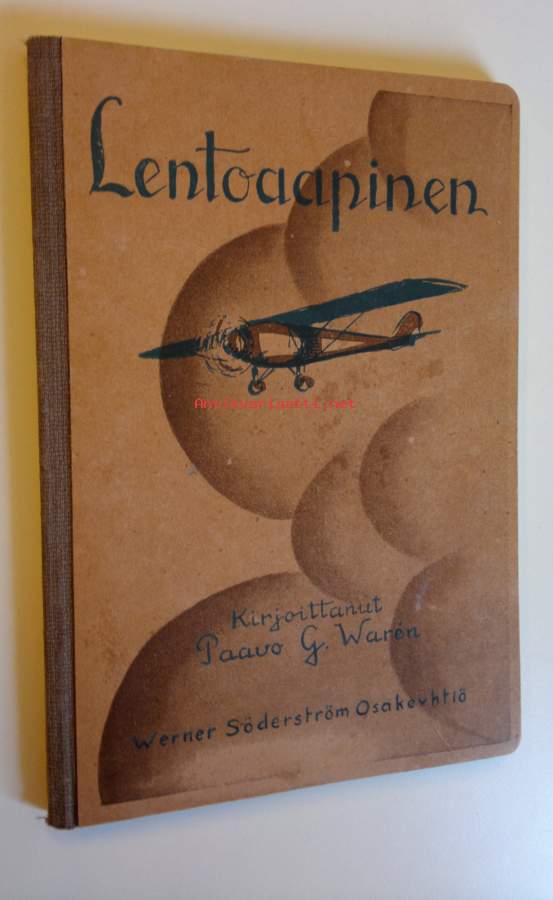 Lentoaapinen
Antikvariaatti.net
Kirjoittanut
Paavo G. Warén
Werner Söderström Osakeyhtiö